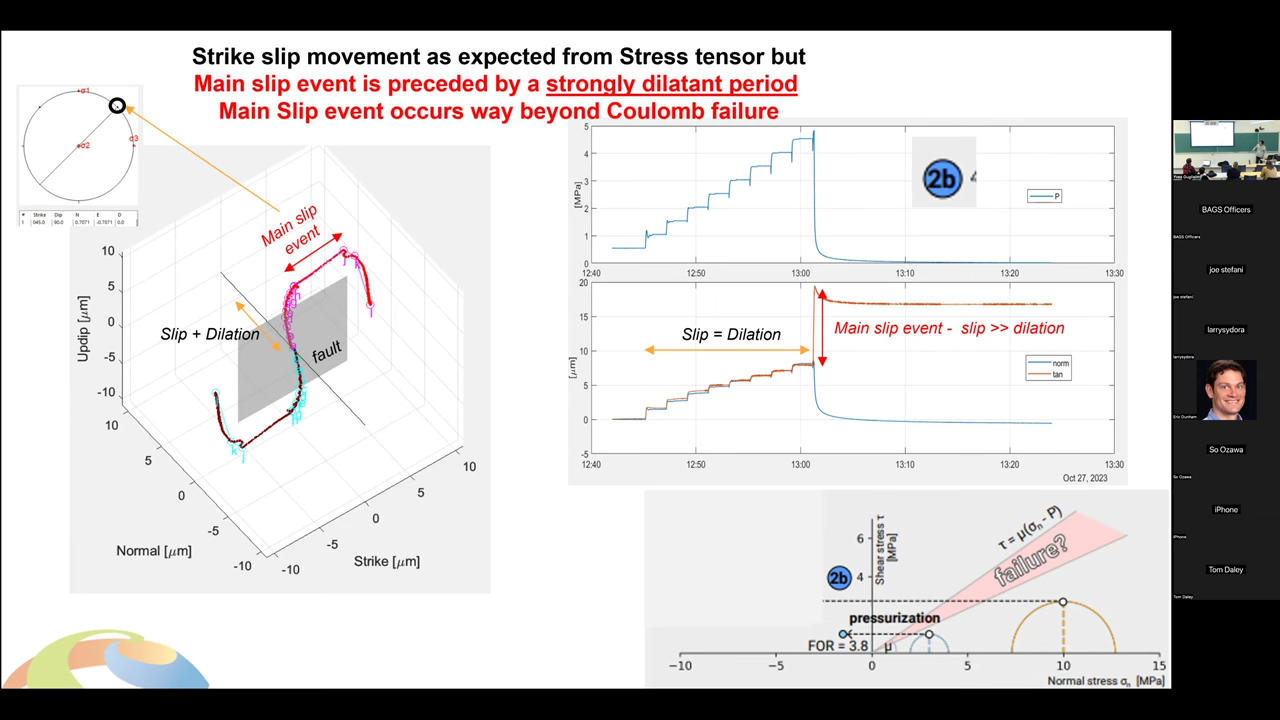 Strike slip movement as expected from Stress tensor but
Main slip event is preceded by a strongly dilatant period
Main Slip event occurs way beyond Coulomb failure
σ1
σ3
σ2
# Strike Dip N E D
1 045.0 90.0 0.7071 -0.7071 0.0
Main slip
event
Slip + Dilation
fault
Updip [μm]
10
5
0
-5
-10
10
5
0
-5
-10
Normal [μm]
-10
-5
0
5
10
Strike [μm]
[MPa]
5
4
3
2
1
0
2b
4
P
12:40 12:50 13:00 13:10 13:20 13:30
[μm]
20
15
10
5
0
-5
Slip = Dilation
Main slip event - slip >> dilation
norm
tan
12:40 12:50 13:00 13:10 13:20 13:30
Oct 27, 2023
Shear stress τ
[MPa]
6
4
2b
τ = μ(σn - P)
failure?
pressurization
FOR = 3.8 μ
-10 -5 0 5 10 15
Normal stress σn [MPa]
Yves Guglielmi
BAGS Officers
BAGS Officers
joe stefani
joe stefani
larrysydora
larrysydora
Eric Dunham
So Ozawa
So Ozawa
iPhone
iPhone
Tom Daley
Tom Daley